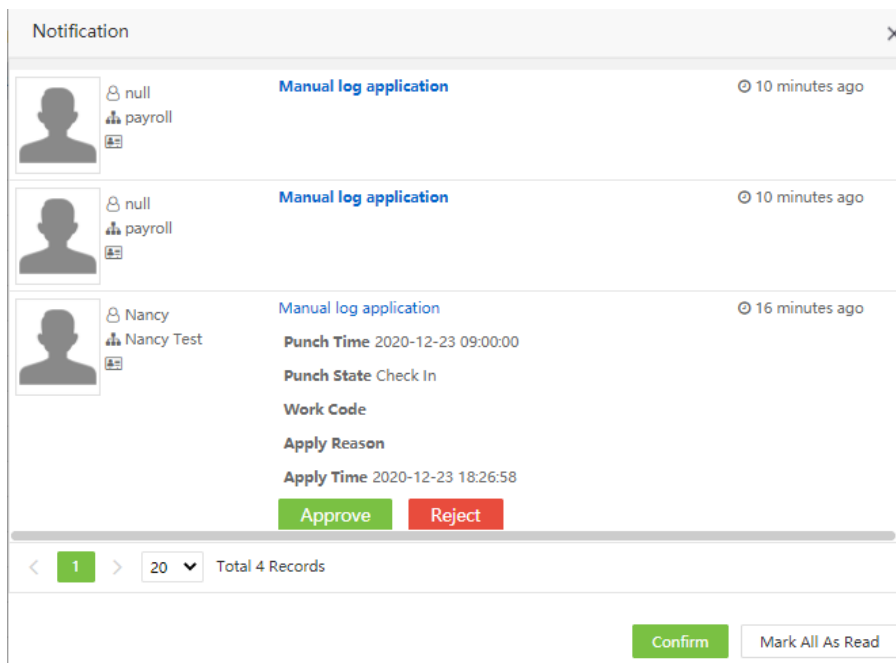 Notification
null
Manual log application
10 minutes ago
payroll
null
Manual log application
10 minutes ago
payroll
Nancy
Manual log application
16 minutes ago
Nancy Test
Punch Time 2020-12-23 09:00:00
Punch State Check In
Work Code
Apply Reason
Apply Time 2020-12-23 18:26:58
Approve Reject
< 1 > 20 Total 4 Records
Confirm Mark All As Read